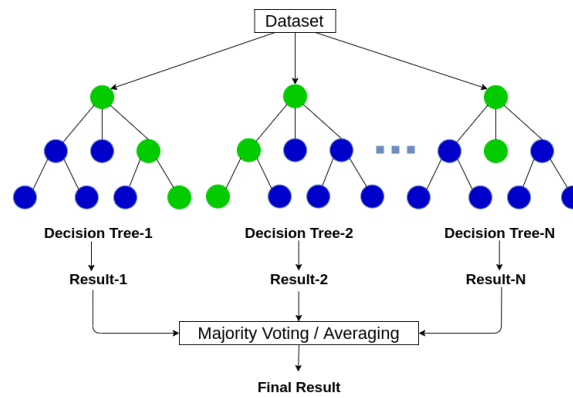 Dataset
Decision Tree-1
Decision Tree-2
Decision Tree-N
Result-1
Result-2
Result-N
Majority Voting / Averaging
Final Result